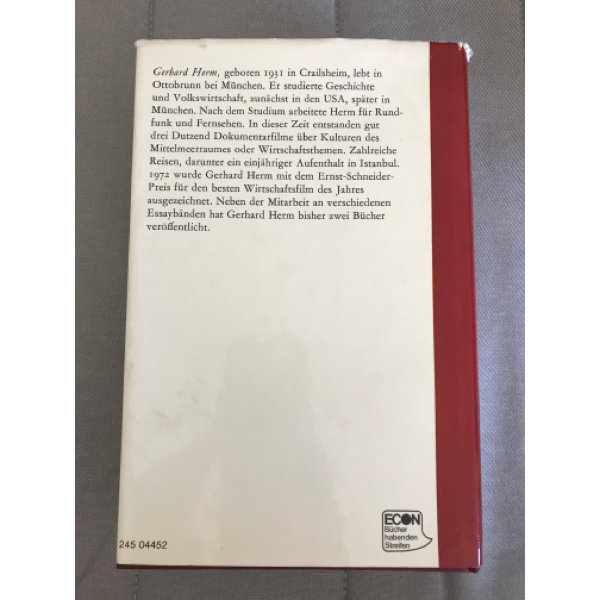 Gerhard Herm, geboren 1931 in Crailsheim, lebt in
Ottobrunn bei München. Er studierte Geschichte
und Volkswirtschaft, zunächst in den USA, später in
München. Nach dem Studium arbeitete Herm für Rund-
funk und Fernsehen. In dieser Zeit entstanden gut
drei Dutzend Dokumentarfilme über Kulturen des
Mittelmeerraumes oder Wirtschaftsthemen. Zahlreiche
Reisen, darunter ein einjähriger Aufenthalt in Istanbul.
1972 wurde Gerhard Herm mit dem Ernst-Schneider-
Preis für den besten Wirtschaftsfilm des Jahres
ausgezeichnet. Neben der Mitarbeit an verschiedenen
Essaybänden hat Gerhard Herm bisher zwei Bücher
veröffentlicht.
ECON
Bücher
habenden
Streifen
245 04452